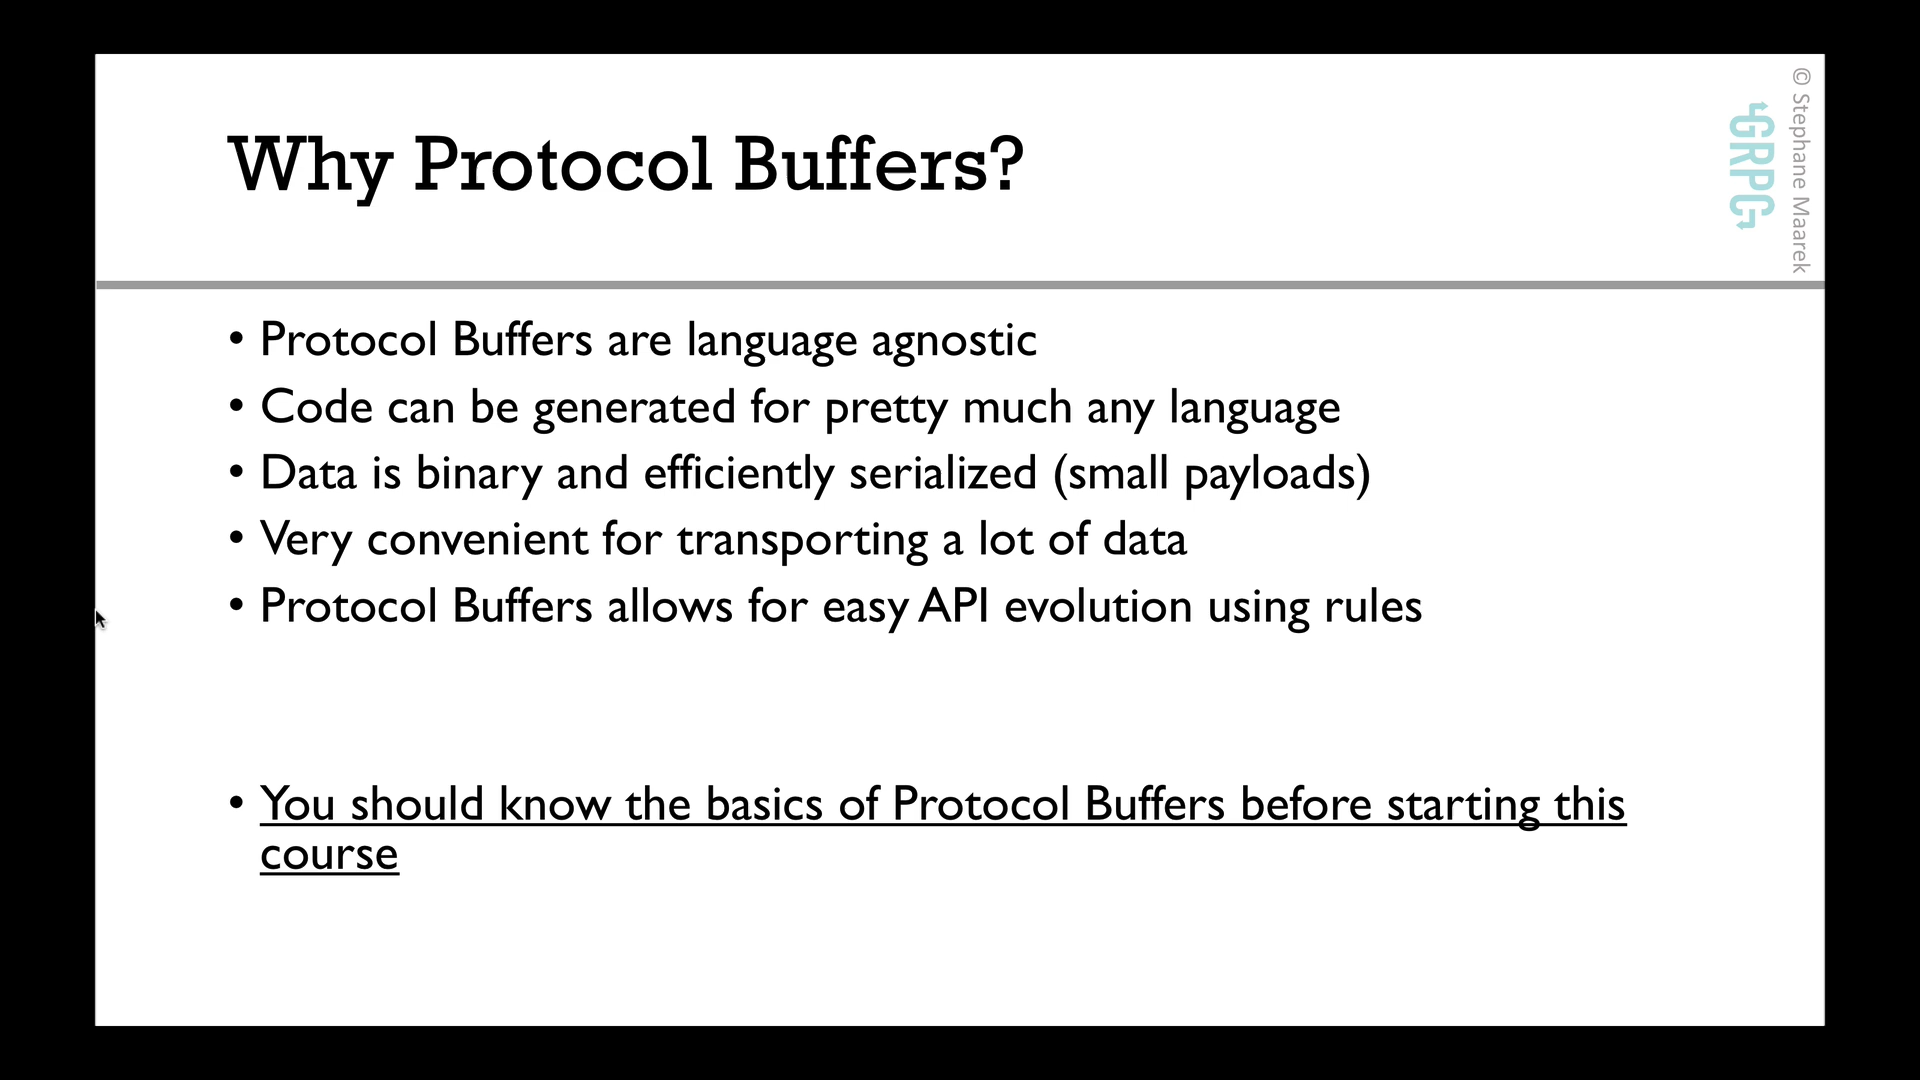 Why Protocol Buffers?
© Stephane Maarek
GRPC
• Protocol Buffers are language agnostic
• Code can be generated for pretty much any language
• Data is binary and efficiently serialized (small payloads)
• Very convenient for transporting a lot of data
• Protocol Buffers allows for easy API evolution using rules
• You should know the basics of Protocol Buffers before starting this
course